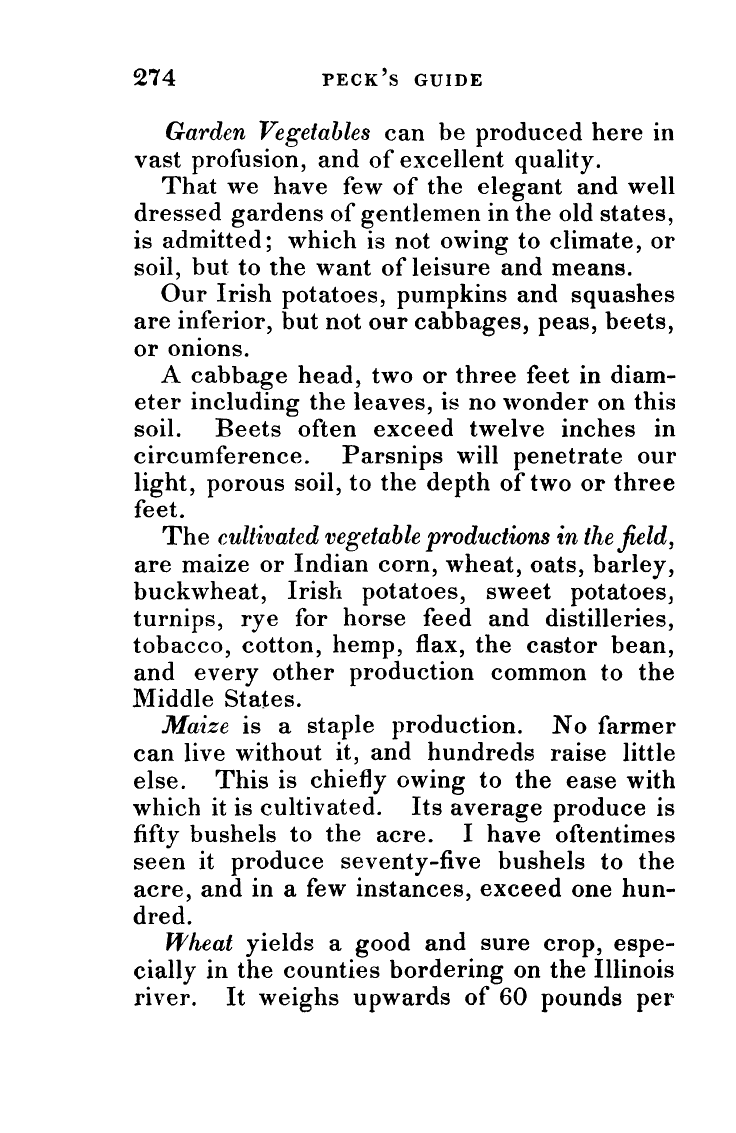 274 PECK'S GUIDE
Garden Vegetables can be produced here in
vast profusion, and of excellent quality.
That we have few of the elegant and well
dressed gardens of gentlemen in the old states,
is admitted; which is not owing to climate, or
soil, but to the want of leisure and means.
Our Irish potatoes, pumpkins and squashes
are inferior, but not our cabbages, peas, beets,
or onions.
A cabbage head, two or three feet in diam-
eter including the leaves, is no wonder on this
soil. Beets often exceed twelve inches in
circumference. Parsnips will penetrate our
light, porous soil, to the depth of two or three
feet.
The cultivated vegetable productions in the field,
are maize or Indian corn, wheat, oats, barley,
buckwheat, Irish potatoes, sweet potatoes,
turnips, rye for horse feed and distilleries,
tobacco, cotton, hemp, flax, the castor bean,
and every other production common to the
Middle States.
Maize is a staple production. No farmer
can live without it, and hundreds raise little
else. This is chiefly owing to the ease with
which it is cultivated. Its average produce is
fifty bushels to the acre. I have oftentimes
seen it produce seventy-five bushels to the
acre, and in a few instances, exceed one hun-
dred.
Wheat yields a good and sure crop, espe-
cially in the counties bordering on the Illinois
river. It weighs upwards of 60 pounds per